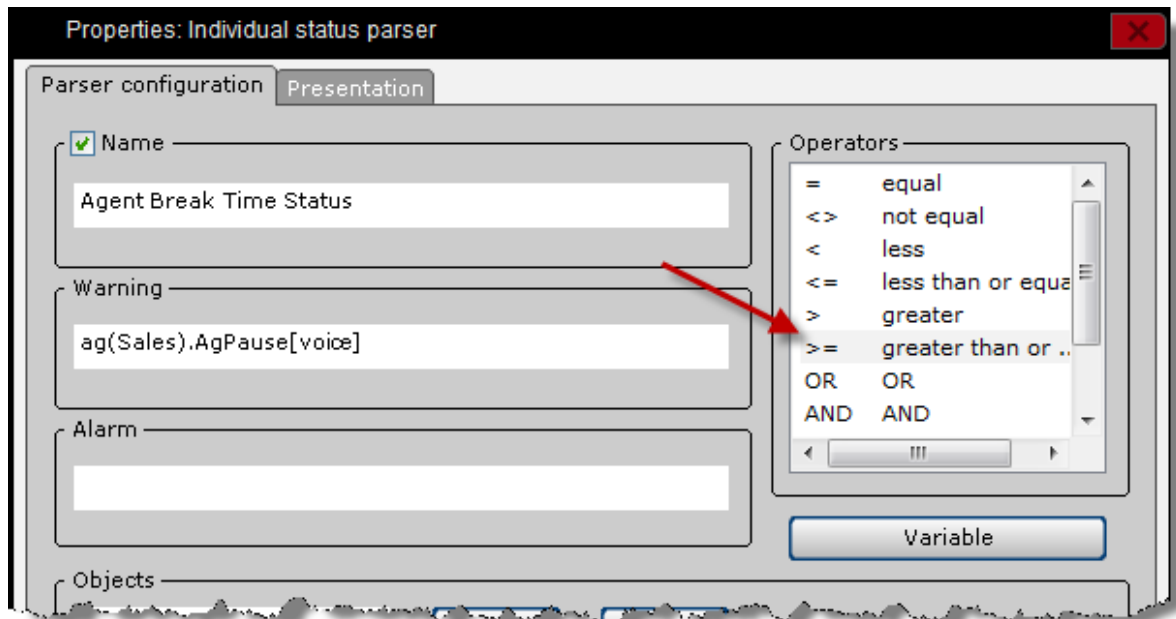 Properties: Individual status parser
Parser configuration
Presentation
Name
Agent Break Time Status
Warning
ag(Sales).AgPause[voice]
Alarm
Operators
= equal
<> not equal
< less
<= less than or equa
> greater
>= greater than or ..
OR OR
AND AND
Variable
Objects